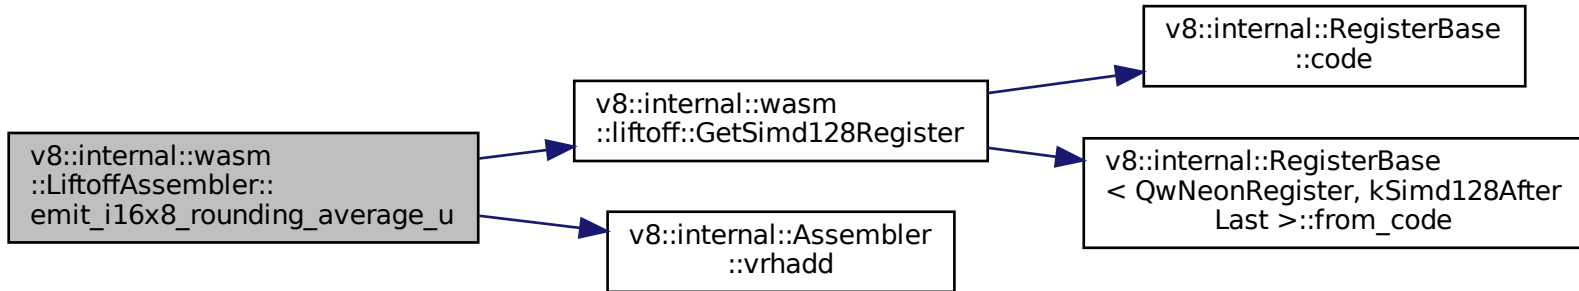 v8::internal::wasm
::LiftoffAssembler::
emit_i16x8_rounding_average_u
v8::internal::wasm
::liftoff::GetSimd128Register
v8::internal::Assembler
::vrhadd
v8::internal::RegisterBase
::code
v8::internal::RegisterBase
< QwNeonRegister, kSimd128After
Last >::from_code